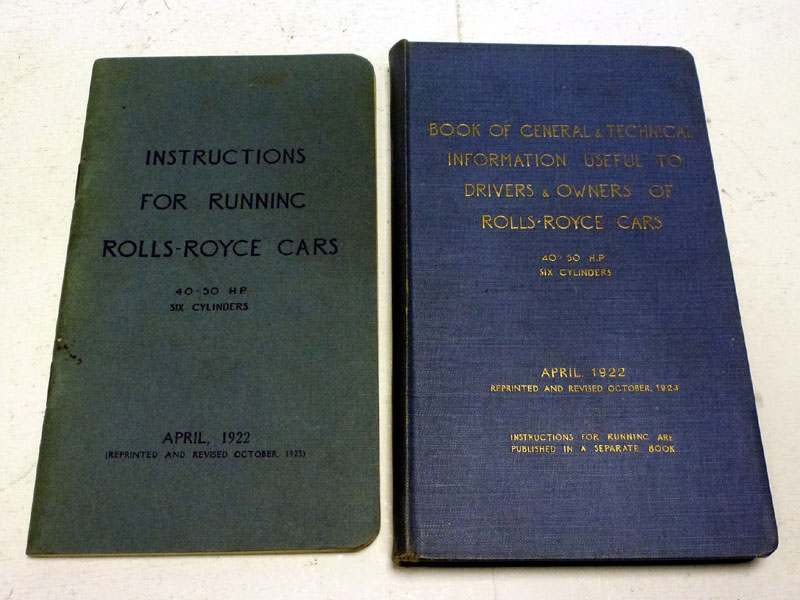 INSTRUCTIONS
FOR RUNNING
ROLLS-ROYCE CARS
40-50 H.P.
SIX CYLINDERS
APRIL, 1922
(REPRINTED AND REVISED OCTOBER, 1923)
BOOK OF GENERAL & TECHNICAL
INFORMATION USEFUL TO
DRIVERS & OWNERS OF
ROLLS-ROYCE CARS
40-50 H.P.
SIX CYLINDERS
APRIL, 1922
REPRINTED AND REVISED OCTOBER, 1923
INSTRUCTIONS FOR RUNNING ARE
PUBLISHED IN A SEPARATE BOOK